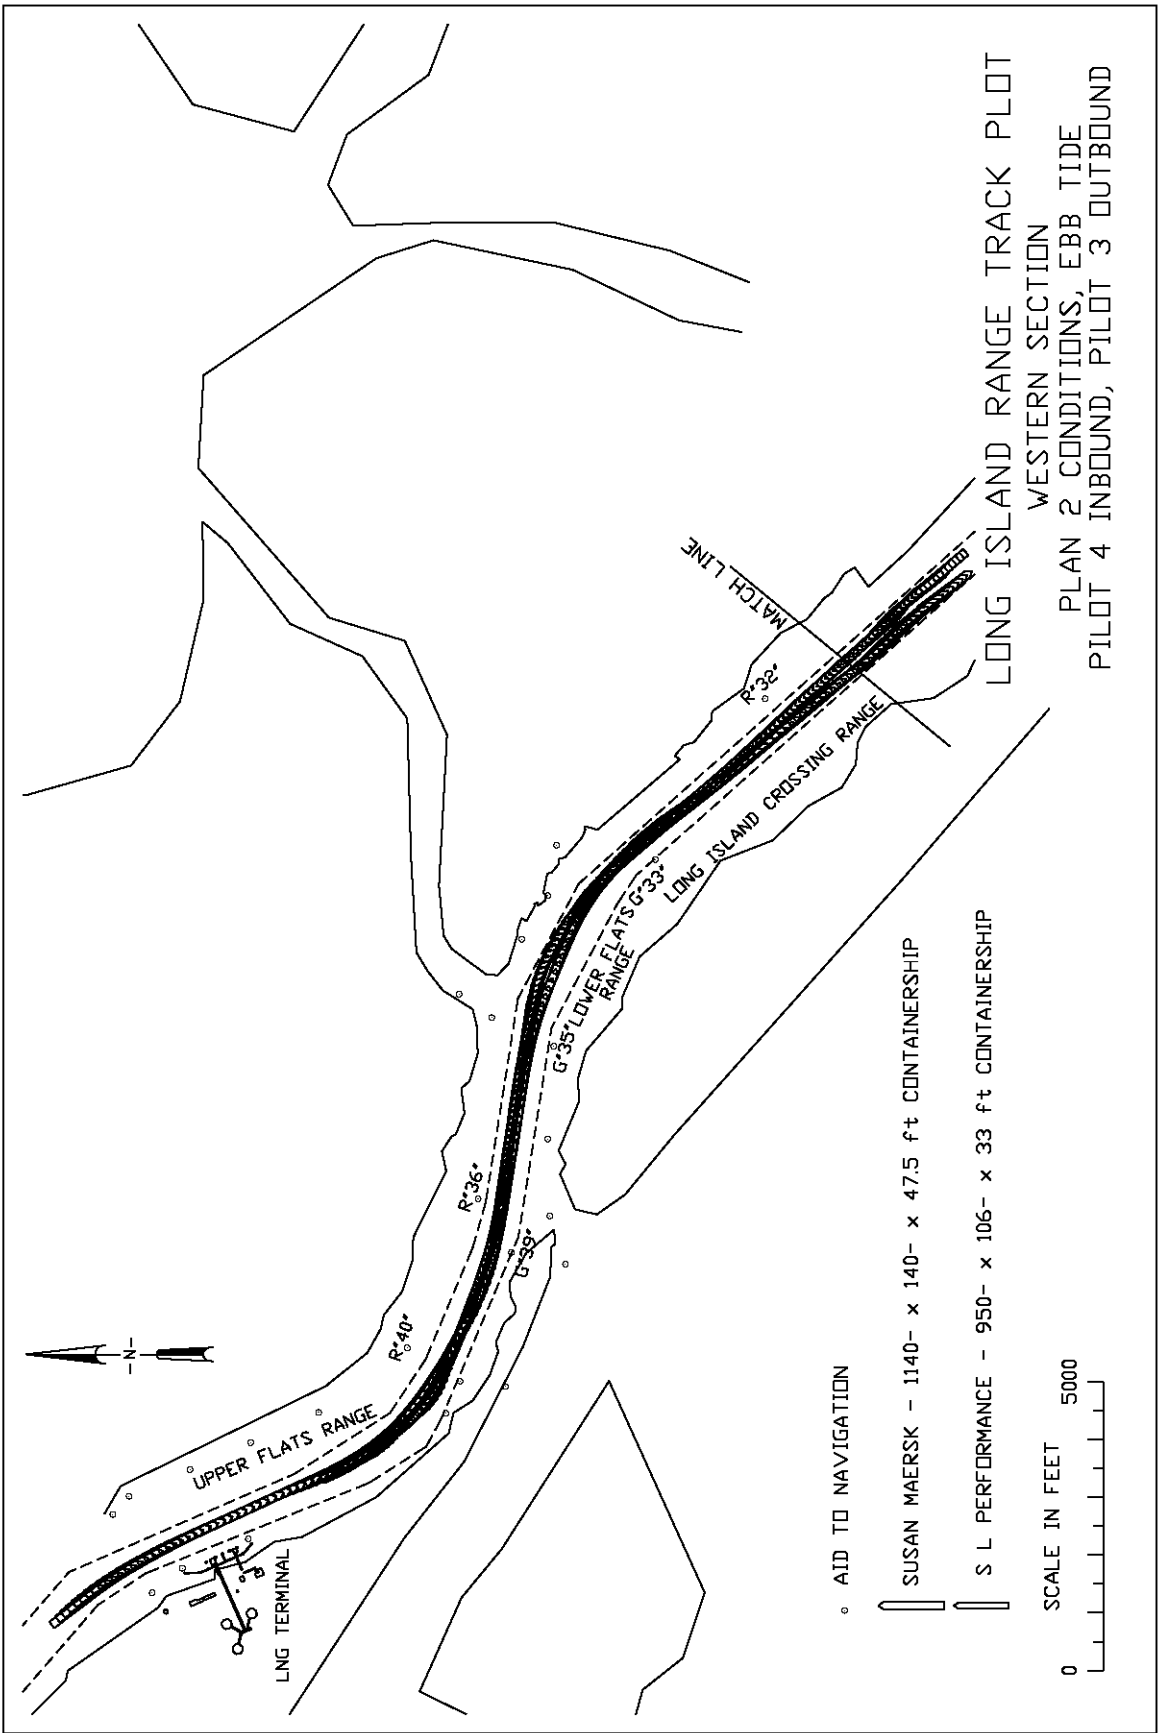 UPPER FLATS RANGE
R"40"
R"36"
G"39"
G"35"
LOWER FLATS
RANGE
G"33"
LONG ISLAND CROSSING RANGE
R"32"
MATCH LINE
LNG TERMINAL
-N-
AID TO NAVIGATION
SUSAN MAERSK - 1140- x 140- x 47.5 ft CONTAINERSHIP
S L PERFORMANCE - 950- x 106- x 33 ft CONTAINERSHIP
SCALE IN FEET
0 5000
LONG ISLAND RANGE TRACK PLOT
WESTERN SECTION
PLAN 2 CONDITIONS, EBB TIDE
PILOT 4 INBOUND, PILOT 3 OUTBOUND